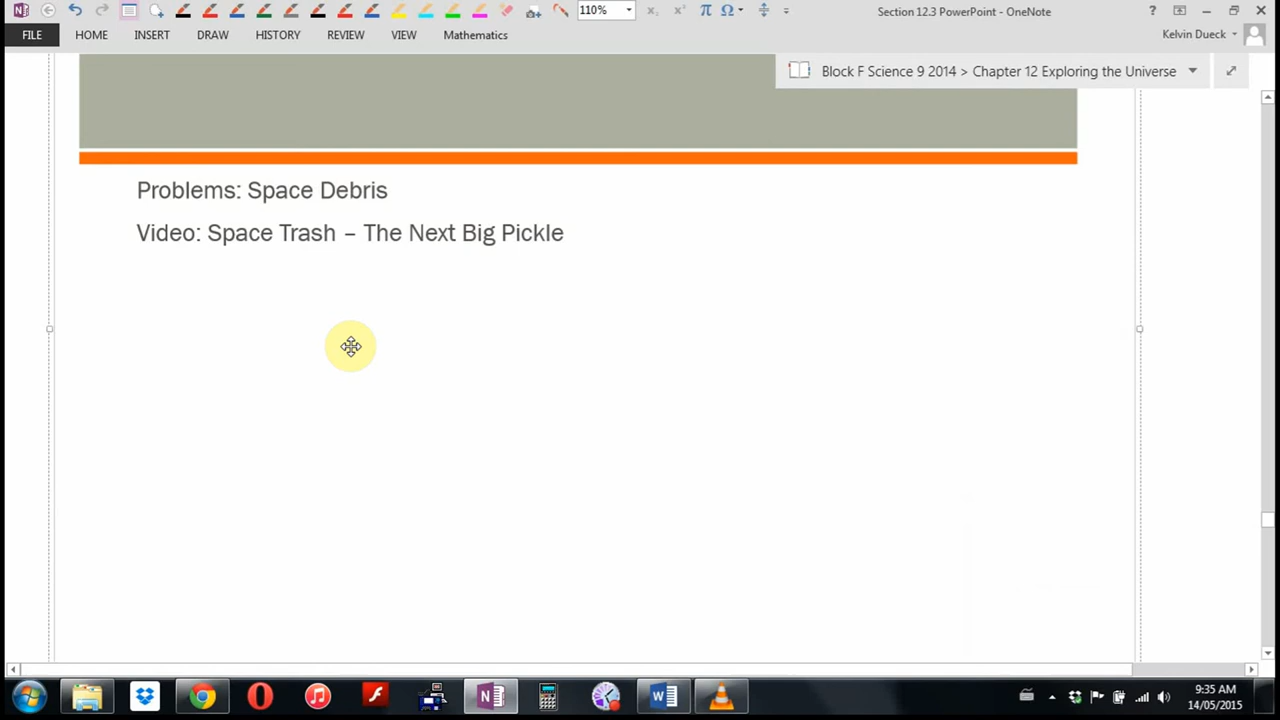 110% x₂ x² π Ω Section 12.3 PowerPoint - OneNote ?
FILE HOME INSERT DRAW HISTORY REVIEW VIEW Mathematics Kelvin Dueck
Block F Science 9 2014 > Chapter 12 Exploring the Universe
Problems: Space Debris
Video: Space Trash – The Next Big Pickle
9:35 AM
14/05/2015